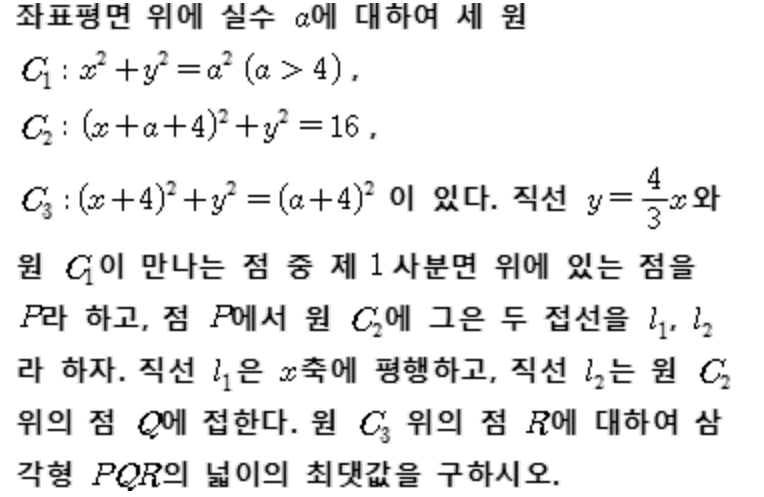 좌표평면 위에 실수 a에 대하여 세 원
C₁ : x² + y² = a² (a > 4) ,
C₂ : (x + a + 4)² + y² = 16 ,
C₃ : (x + 4)² + y² = (a + 4)² 이 있다. 직선 y = 4/3 x와
원 C₁이 만나는 점 중 제 1 사분면 위에 있는 점을
P라 하고, 점 P에서 원 C₂에 그은 두 접선을 l₁, l₂
라 하자. 직선 l₁은 x축에 평행하고, 직선 l₂는 원 C₂
위의 점 Q에 접한다. 원 C₃ 위의 점 R에 대하여 삼
각형 PQR의 넓이의 최댓값을 구하시오.